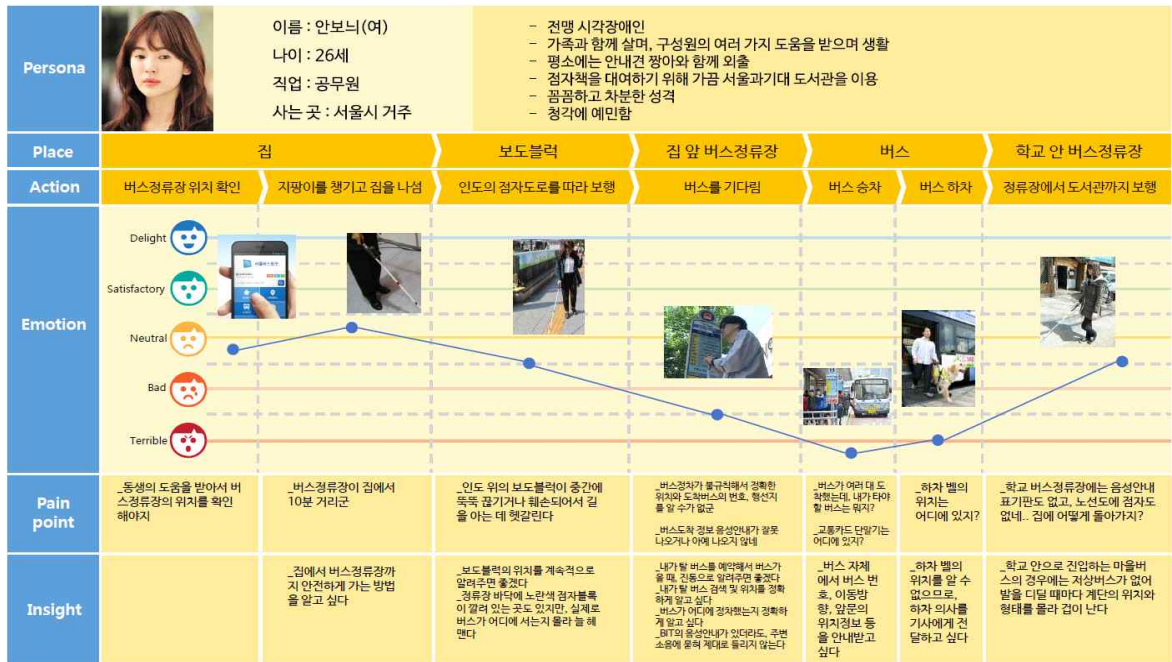 Persona
이름 : 안보늬(여)
나이 : 26세
직업 : 공무원
사는 곳 : 서울시 거주
- 전맹 시각장애인
- 가족과 함께 살며, 구성원의 여러 가지 도움을 받으며 생활
- 평소에는 안내견 짱아와 함께 외출
- 점자책을 대여하기 위해 가끔 서울과기대 도서관을 이용
- 꼼꼼하고 차분한 성격
- 청각에 예민함
Place
집
보도블럭
집 앞 버스정류장
버스
학교 안 버스정류장
Action
버스정류장 위치 확인
지팡이를 챙기고 집을 나섬
인도의 점자도로를 따라 보행
버스를 기다림
버스 승차
버스 하차
정류장에서 도서관까지 보행
Emotion
Delight
Satisfactory
Neutral
Bad
Terrible
Pain
point
_동생의 도움을 받아서 버
스정류장의 위치를 확인
해야지
_버스정류장이 집에서
10분 거리군
_인도 위의 보도블럭이 중간에
뚝뚝 끊기거나 훼손되어서 길
을 아는 데 헷갈린다
_버스정차가 불규칙해서 정확한
위치와 도착버스의 번호, 행선지
를 알 수가 없군
_버스도착 정보 음성안내가 잘못
나오거나 아예 나오지 않네
_버스가 여러 대 도
착했는데, 내가 타야
할 버스는 뭐지?
_교통카드 단말기는
어디에 있지?
_하차 벨의
위치는
어디에 있지?
_학교 버스정류장에는 음성안내
표기판도 없고, 노선도에 점자도
없네.. 집에 어떻게 돌아가지?
Insight
_집에서 버스정류장까
지 안전하게 가는 방법
을 알고 싶다
_보도블럭의 위치를 계속적으로
알려주면 좋겠다
_정류장 바닥에 노란색 점자블록
이 깔려 있는 곳도 있지만, 실제로
버스가 어디에 서는지 몰라 늘 헤
맨다
_내가 탈 버스를 예약해서 버스가
올 때, 진동으로 알려주면 좋겠다
_내가 탈 버스 검색 및 위치를 정확
하게 알고 싶다
_버스가 어디에 정차했는지 정확하
게 알고 싶다
_BIT의 음성안내가 있더라도, 주변
소음에 묻혀 제대로 들리지 않는다
_버스 자체
에서 버스 번
호, 이동방
향, 앞문의
위치정보 등
을 안내받고
싶다
_하차 벨의
위치를 알 수
없으므로,
하차 의사를
기사에게 전
달하고 싶다
_학교 안으로 진입하는 마을버
스의 경우에는 저상버스가 없어
발을 디딜 때마다 계단의 위치와
형태를 몰라 겁이 난다